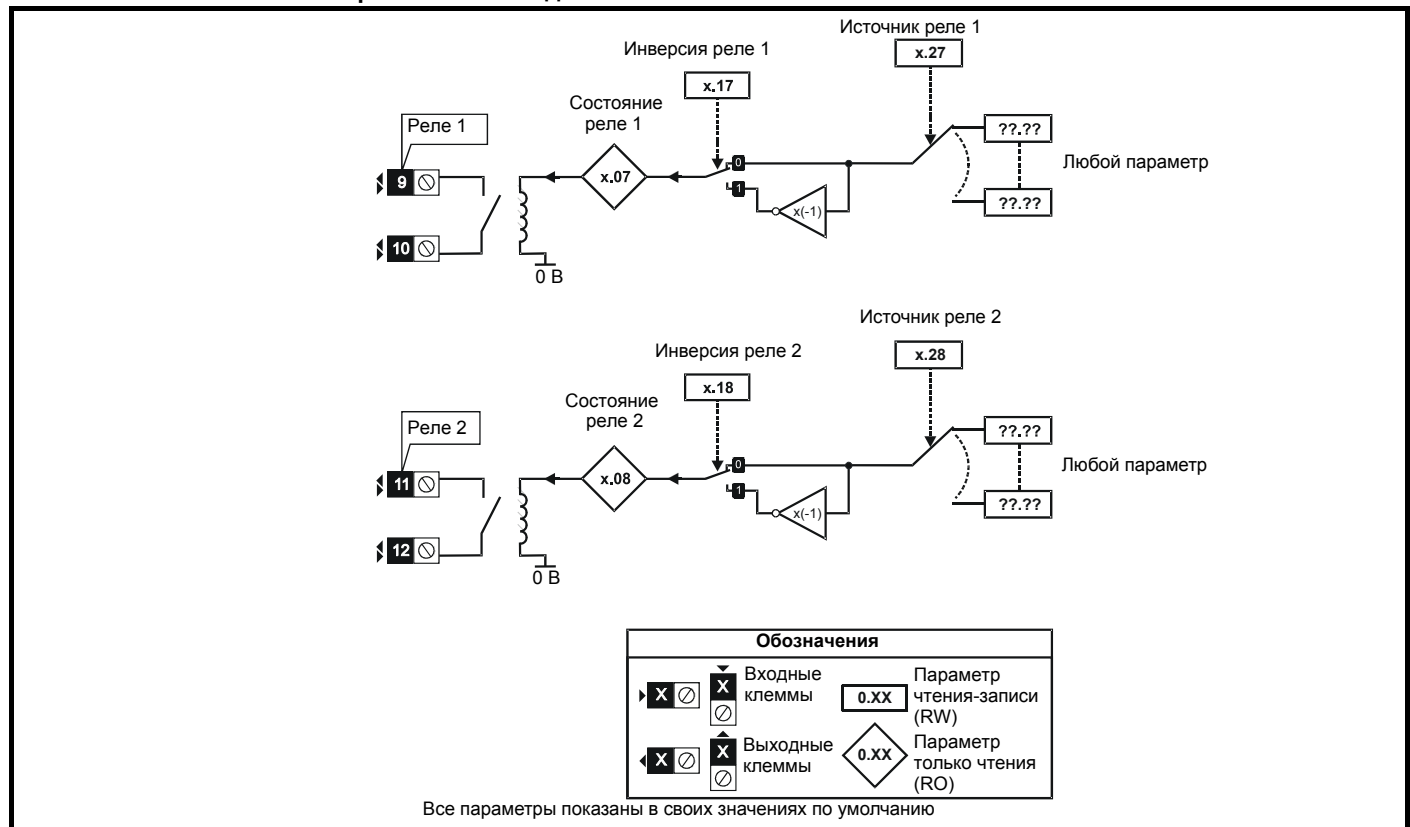 Источник реле 1
x.27
Инверсия реле 1
x.17
Состояние
реле 1
Реле 1
??.??
0
9
x.07
Любой параметр
1
??.??
x(-1)
10
0 В
Источник реле 2
x.28
Инверсия реле 2
x.18
Состояние
реле 2
Реле 2
??.??
0
11
x.08
Любой параметр
1
??.??
x(-1)
12
0 В
Обозначения
X
X
Входные
клеммы
0.XX
Параметр
чтения-записи
(RW)
X
X
Выходные
клеммы
0.XX
Параметр
только чтения
(RO)
Все параметры показаны в своих значениях по умолчанию